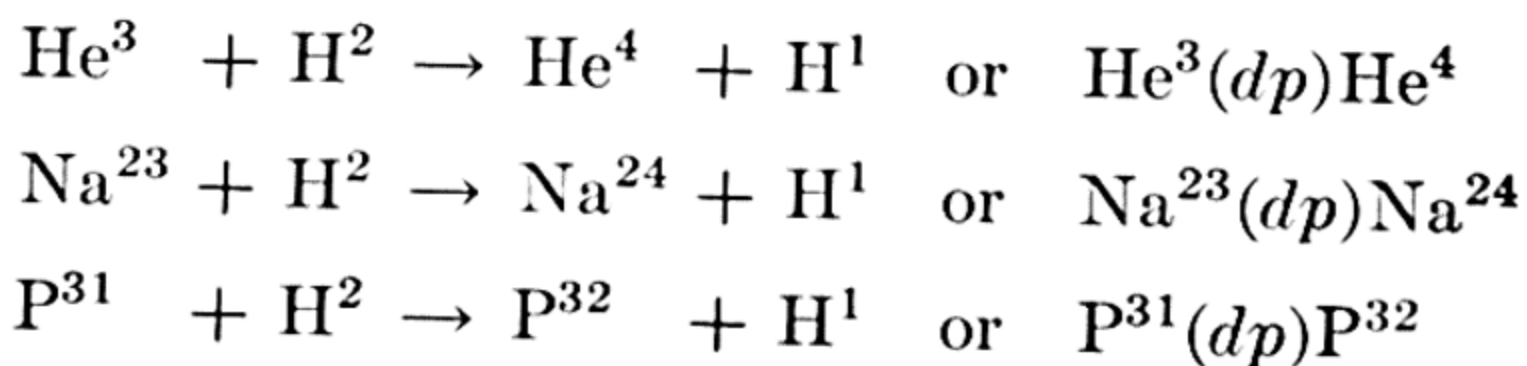 He³ + H² → He⁴ + H¹ or He³(dp)He⁴
Na²³ + H² → Na²⁴ + H¹ or Na²³(dp)Na²⁴
P³¹ + H² → P³² + H¹ or P³¹(dp)P³²